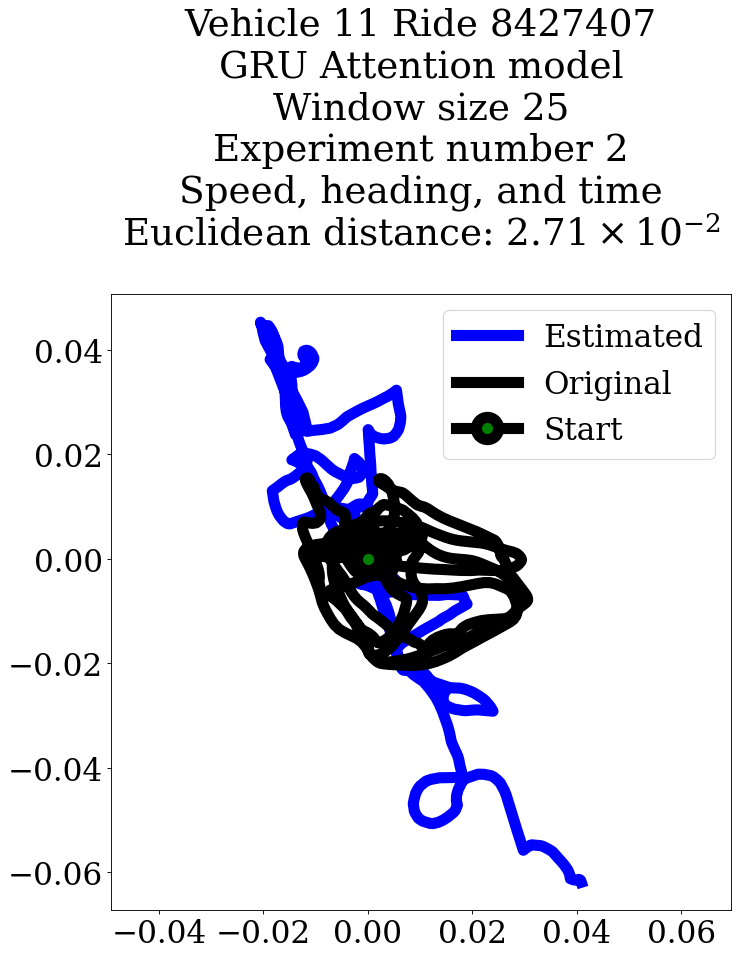 Vehicle 11 Ride 8427407
GRU Attention model
Window size 25
Experiment number 2
Speed, heading, and time
Euclidean distance: 2.71 × 10⁻²
Estimated
Original
Start
0.04
0.02
0.00
−0.02
−0.04
−0.06
−0.04 −0.02 0.00 0.02 0.04 0.06